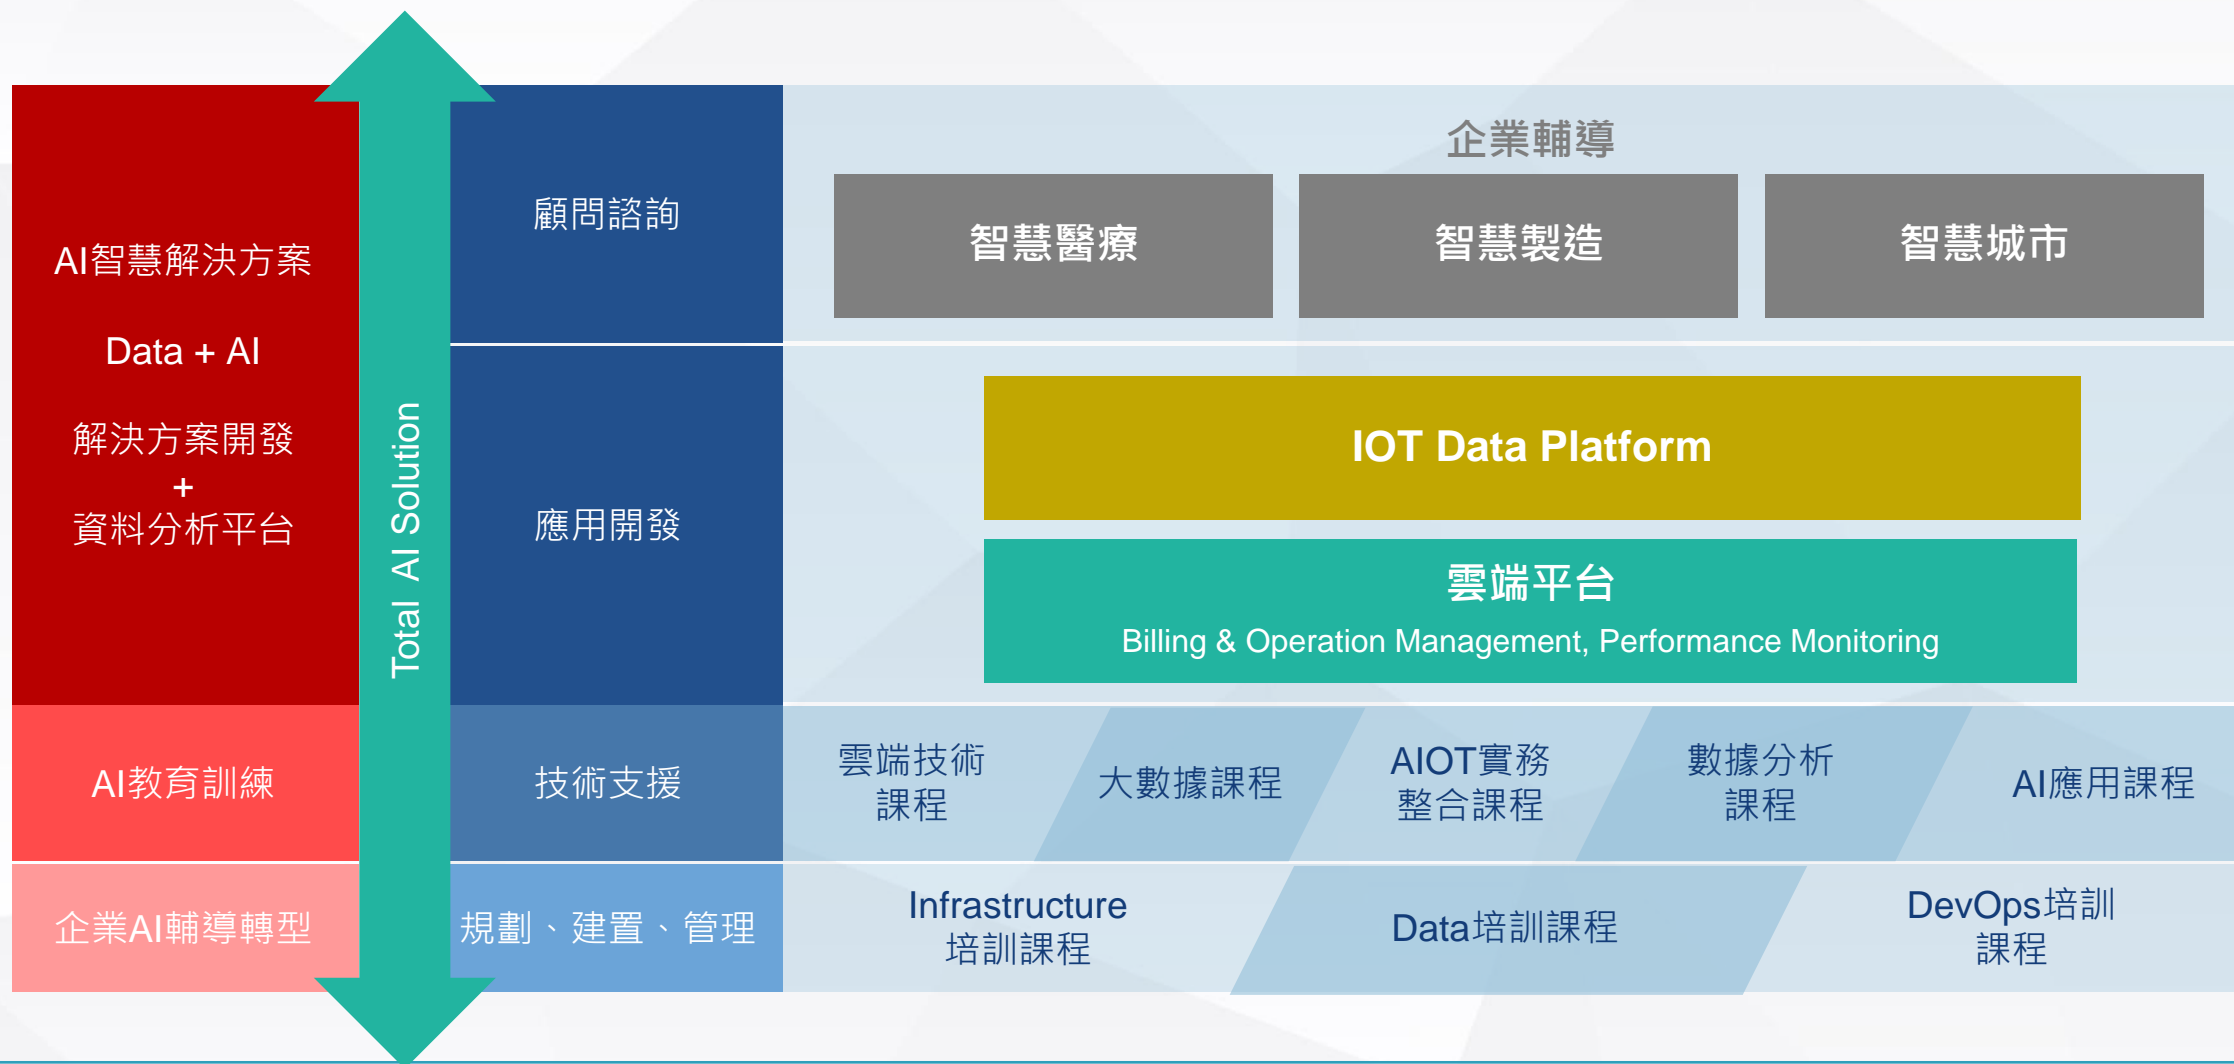 AI智慧解決方案
Data + AI
解決方案開發
+
資料分析平台
AI教育訓練
企業AI輔導轉型
Total AI Solution
顧問諮詢
應用開發
技術支援
規劃、建置、管理
企業輔導
智慧醫療
智慧製造
智慧城市
IOT Data Platform
雲端平台
Billing & Operation Management, Performance Monitoring
雲端技術
課程
大數據課程
AIOT實務
整合課程
數據分析
課程
AI應用課程
Infrastructure
培訓課程
Data培訓課程
DevOps培訓
課程